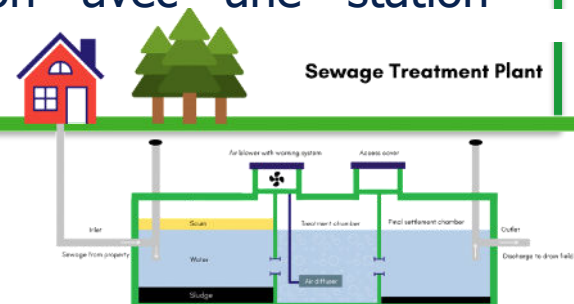 avec une station
Sewage Treatment Plant
Air blower with warning system
Access cover
Inlet
Scum
Treatment chamber
Final settlement chamber
Outlet
Sewage from property
Water
Discharge to drain field
Air diffuser
Sludge